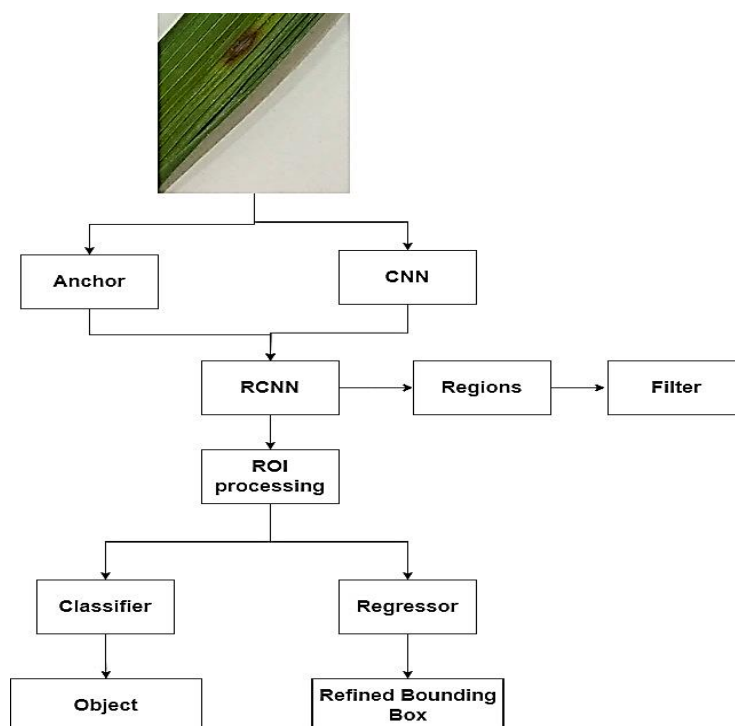 Anchor
CNN
RCNN
Regions
Filter
ROI
processing
Classifier
Regressor
Object
Refined Bounding
Box